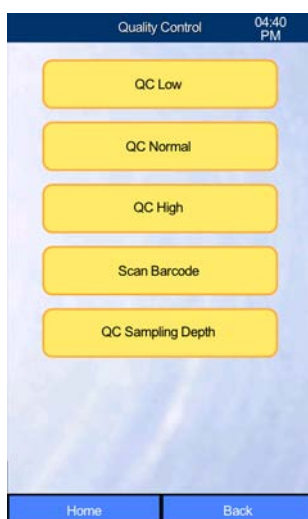 Quality Control
04:40
PM
QC Low
QC Normal
QC High
Scan Barcode
QC Sampling Depth
Home
Back